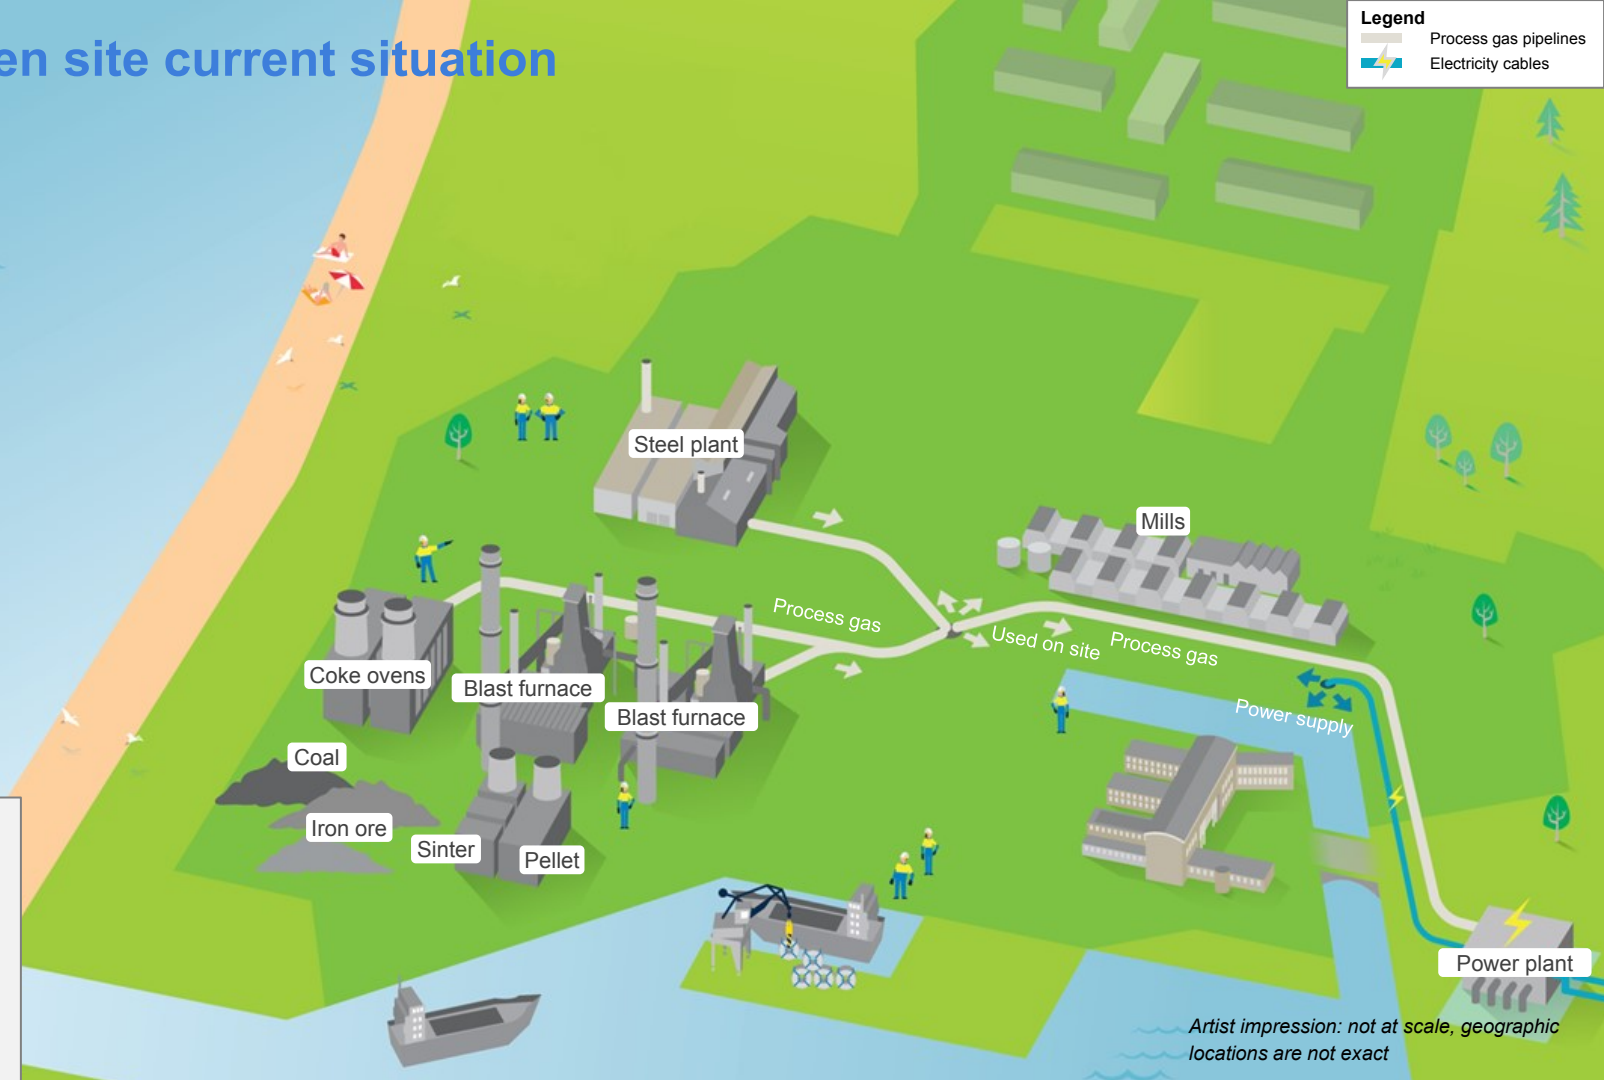 en site current situation
Legend
Process gas pipelines
Electricity cables
Steel plant
Mills
Process gas
Used on site
Process gas
Coke ovens
Blast furnace
Blast furnace
Power supply
Coal
Iron ore
Sinter
Pellet
Power plant
Artist impression: not at scale, geographic
locations are not exact